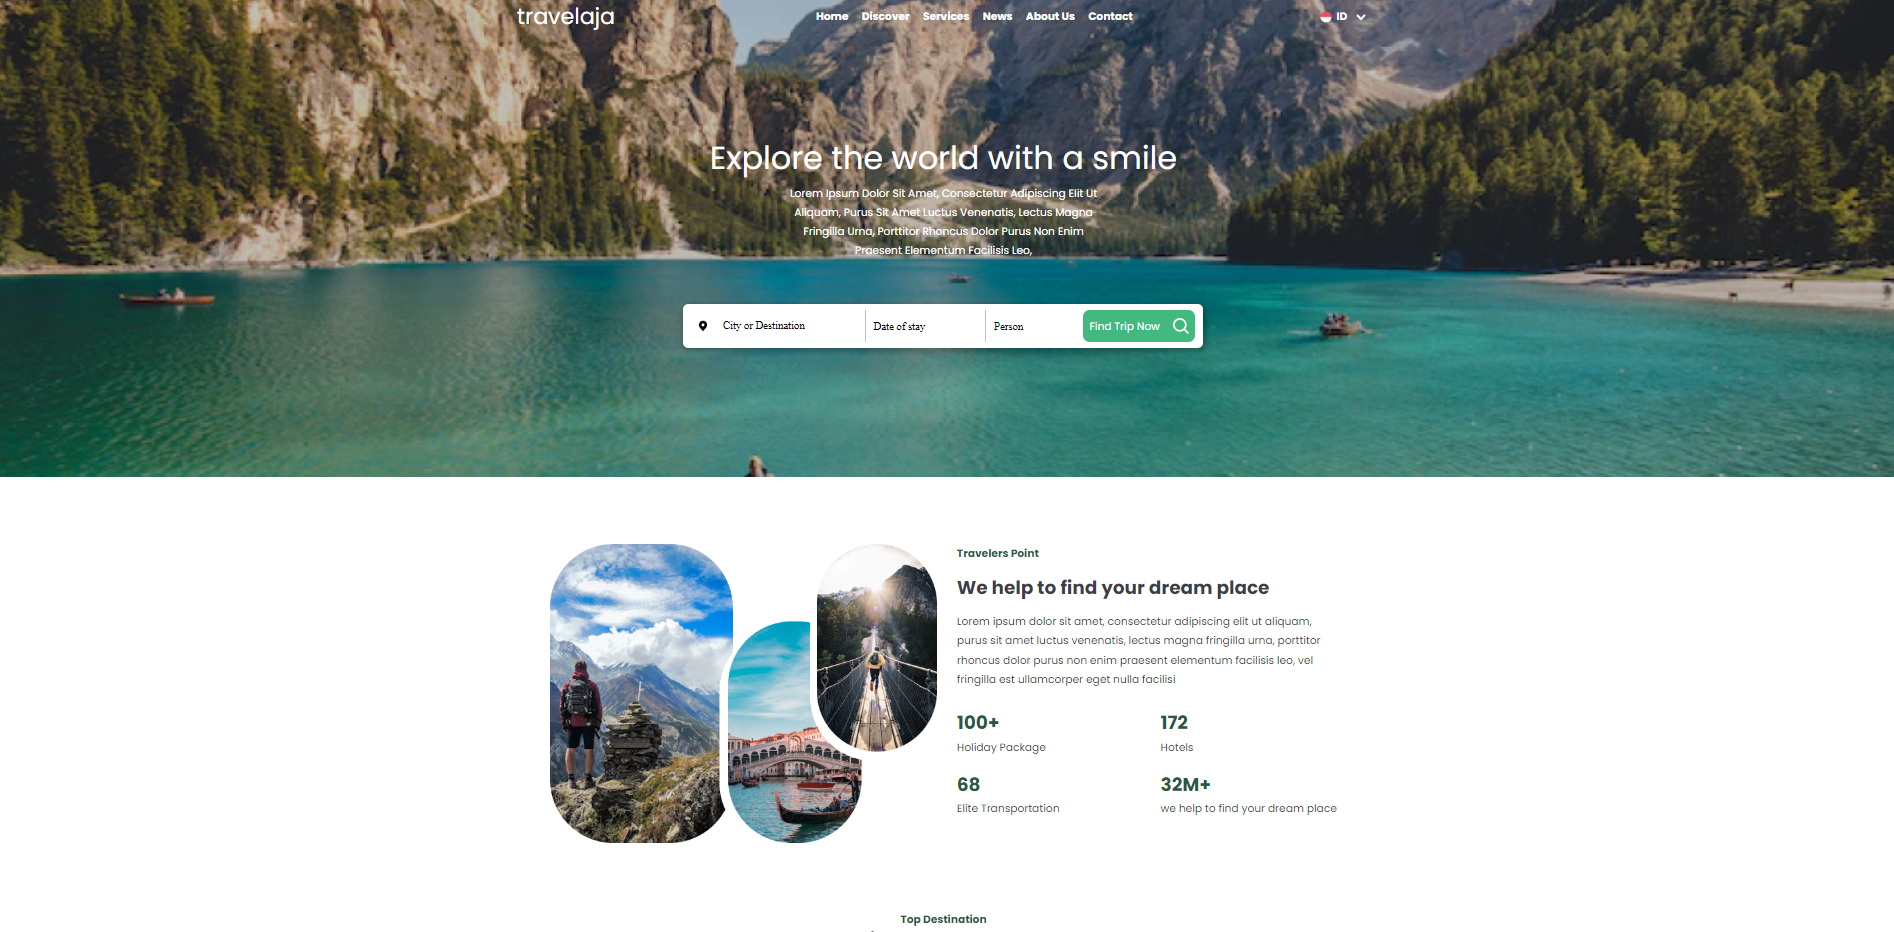 travelaja
Home Discover Services News About Us Contact
ID
Explore the world with a smile
Lorem Ipsum Dolor Sit Amet, Consectetur Adipiscing Elit Ut
Aliquam, Purus Sit Amet Luctus Venenatis, Lectus Magna
Fringilla Urna, Porttitor Rhoncus Dolor Purus Non Enim
Praesent Elementum Facilisis Leo,
City or Destination
Date of stay
Person
Find Trip Now
Travelers Point
We help to find your dream place
Lorem ipsum dolor sit amet, consectetur adipiscing elit ut aliquam,
purus sit amet luctus venenatis, lectus magna fringilla urna, porttitor
rhoncus dolor purus non enim praesent elementum facilisis leo, vel
fringilla est ullamcorper eget nulla facilisi
100+
Holiday Package
172
Hotels
68
Elite Transportation
32M+
we help to find your dream place
Top Destination